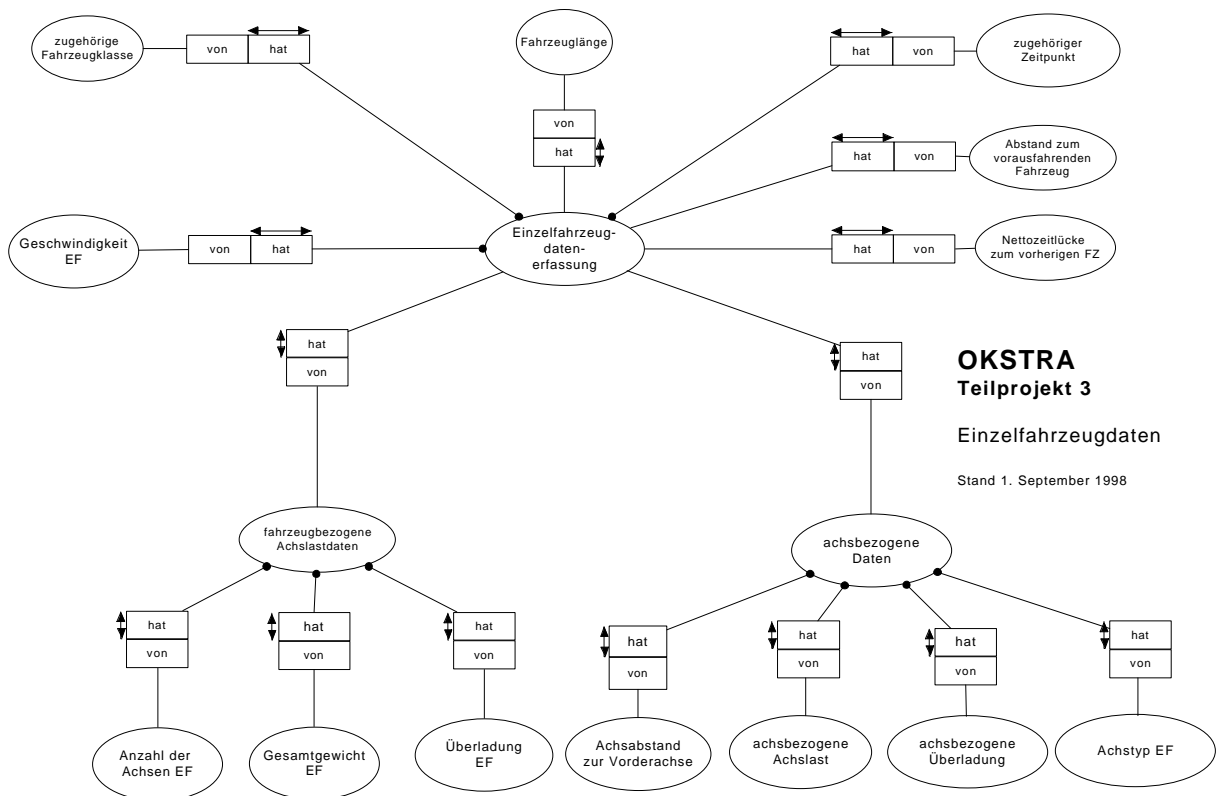 zugehörige
Fahrzeugklasse
von
hat
Fahrzeuglänge
von
hat
hat
von
zugehöriger
Zeitpunkt
hat
von
Abstand zum
vorausfahrenden
Fahrzeug
Geschwindigkeit
EF
von
hat
Einzelfahrzeug-
daten-
erfassung
hat
von
Nettozeitlücke
zum vorherigen FZ
hat
von
hat
von
OKSTRA
Teilprojekt 3
Einzelfahrzeugdaten
Stand 1. September 1998
fahrzeugbezogene
Achslastdaten
achsbezogene
Daten
hat
von
hat
von
hat
von
hat
von
hat
von
hat
von
hat
von
Anzahl der
Achsen EF
Gesamtgewicht
EF
Überladung
EF
Achsabstand
zur Vorderachse
achsbezogene
Achslast
achsbezogene
Überladung
Achstyp EF